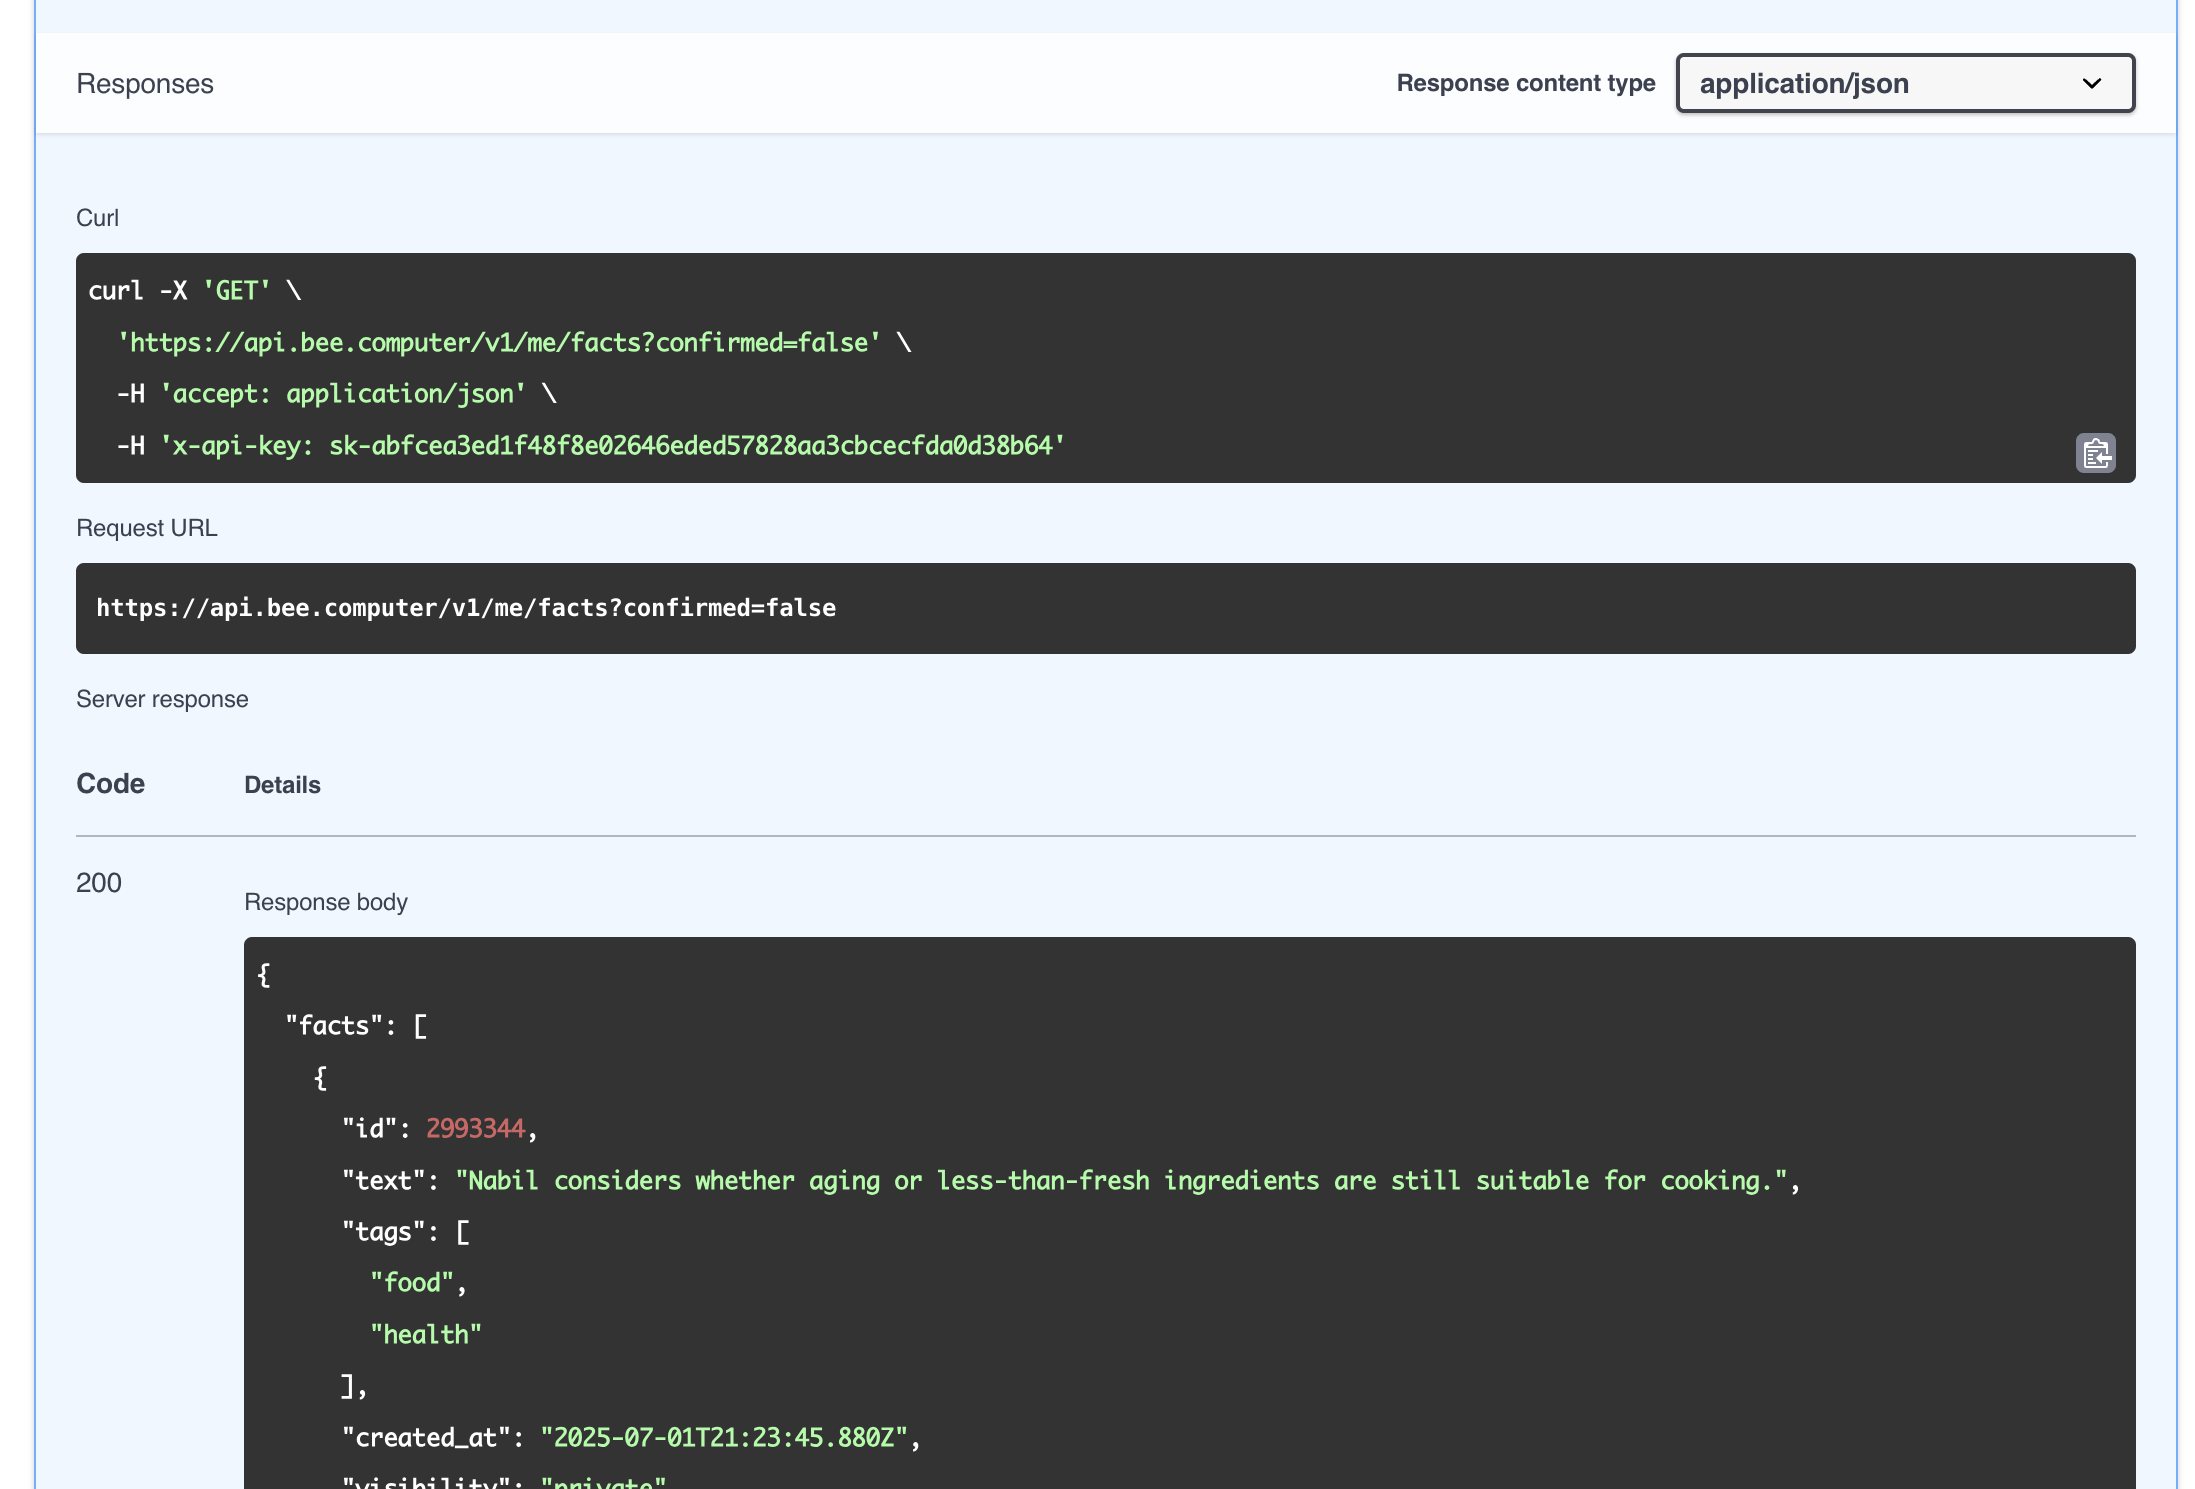 Responses
Response content type
application/json
Curl
curl -X 'GET' \
'https://api.bee.computer/v1/me/facts?confirmed=false' \
-H 'accept: application/json' \
-H 'x-api-key: sk-abfcea3ed1f48f8e02646eded57828aa3cbcecfda0d38b64'
Request URL
https://api.bee.computer/v1/me/facts?confirmed=false
Server response
Code Details
200
Response body
{
"facts": [
{
"id": 2993344,
"text": "Nabil considers whether aging or less-than-fresh ingredients are still suitable for cooking.",
"tags": [
"food",
"health"
],
"created_at": "2025-07-01T21:23:45.880Z",
"visibility": "private"